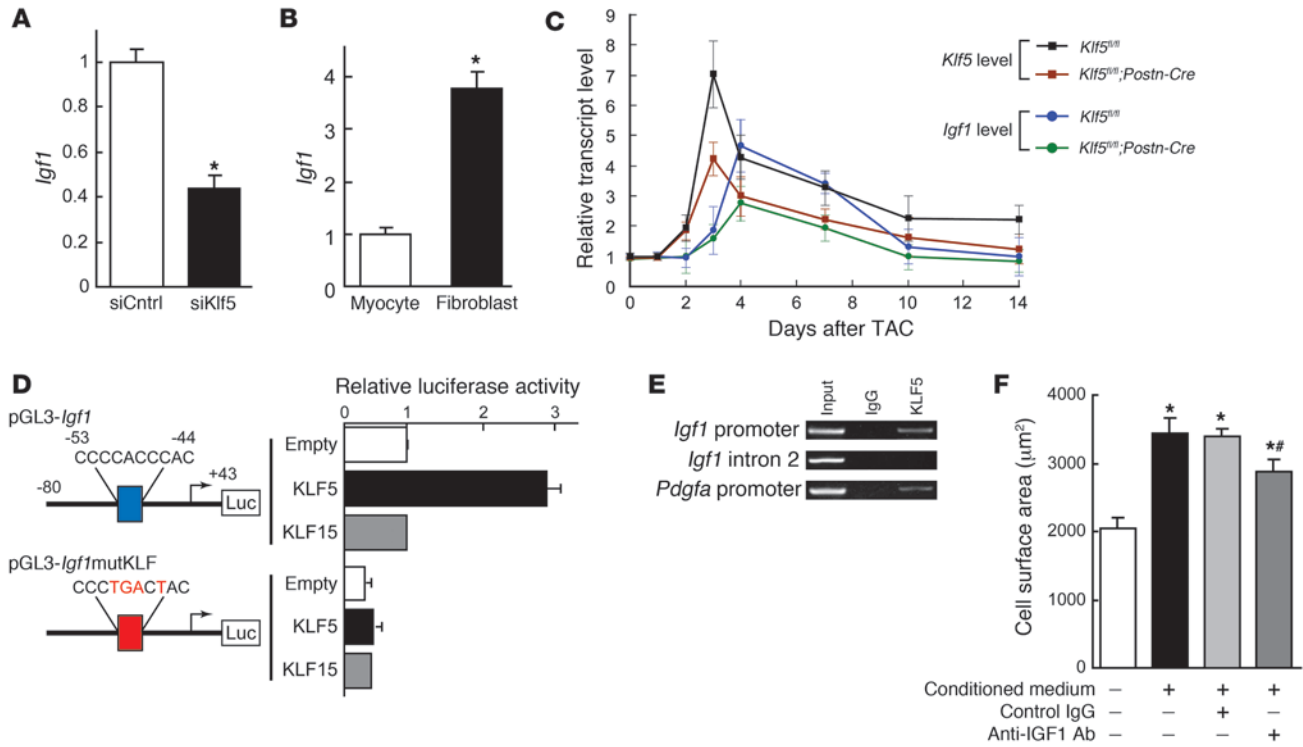 A
Igf1
1
0.8
0.6
0.4
0.2
0
*
siCntrl siKlf5
B
Igf1
4
3
2
1
0
*
Myocyte Fibroblast
C
Relative transcript level
9
8
7
6
5
4
3
2
1
0
0 2 4 6 8 10 12 14
Days after TAC
Klf5 level
Klf5fl/fl
Klf5fl/fl;Postn-Cre
Igf1 level
Klf5fl/fl
Klf5fl/fl;Postn-Cre
D
Relative luciferase activity
0 1 2 3
pGL3-Igf1
-53 -44
CCCCACCCAC
-80
+43
Luc
Empty
KLF5
KLF15
pGL3-Igf1mutKLF
CCCTGACTAC
Luc
Empty
KLF5
KLF15
E
Input IgG KLF5
Igf1 promoter
Igf1 intron 2
Pdgfa promoter
F
Cell surface area (μm²)
4000
3000
2000
1000
0
* * *#
Conditioned medium – + + +
Control IgG – – + –
Anti-IGF1 Ab – – – +